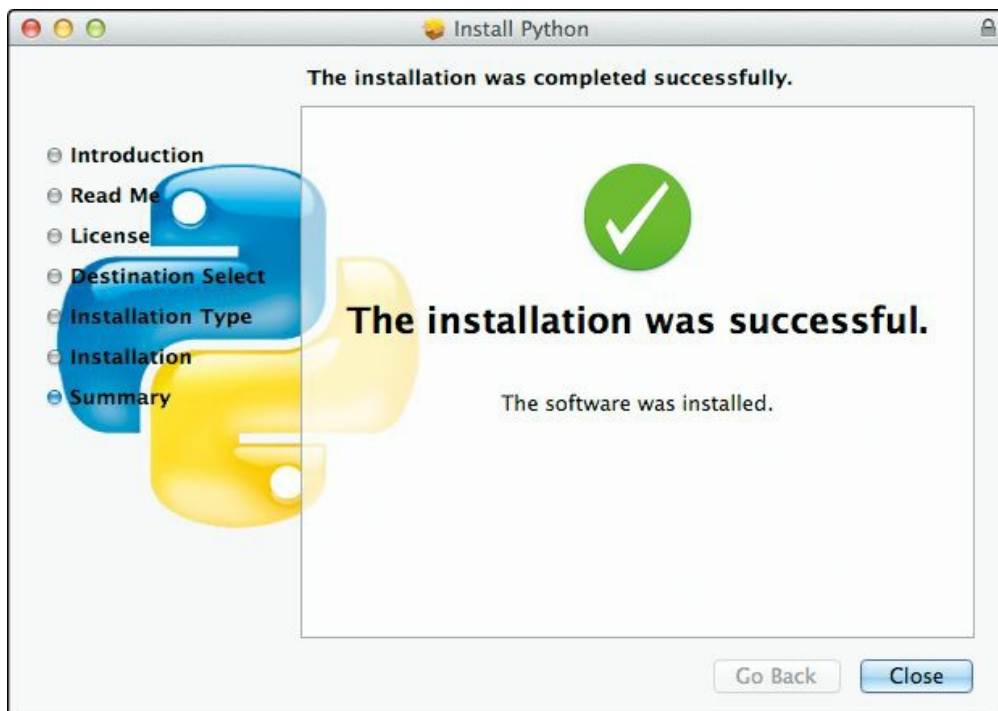 Install Python
The installation was completed successfully.
Introduction
Read Me
License
Destination Select
Installation Type
Installation
Summary
The installation was successful.
The software was installed.
Go Back
Close